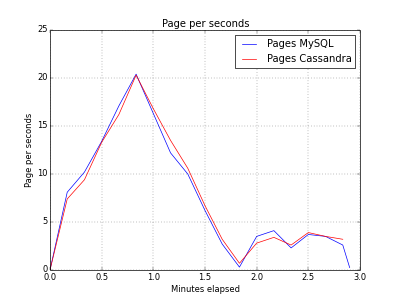 Page per seconds
Pages MySQL
Pages Cassandra
25
20
15
10
5
0
Page per seconds
0.0 0.5 1.0 1.5 2.0 2.5 3.0
Minutes elapsed